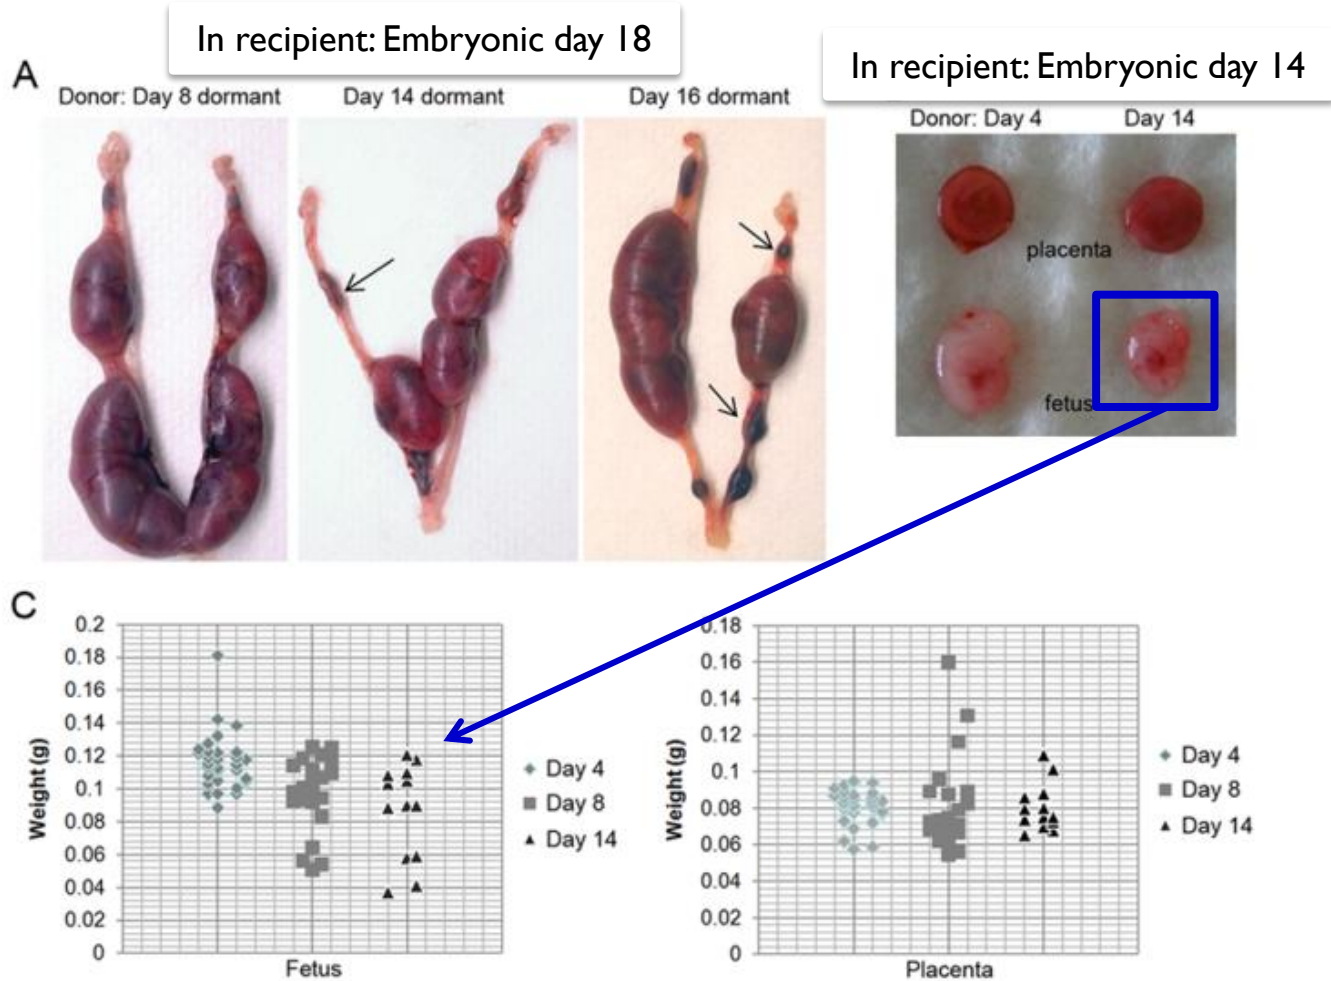 In recipient: Embryonic day 18
In recipient: Embryonic day 14
A
Donor: Day 8 dormant
Day 14 dormant
Day 16 dormant
Donor: Day 4
Day 14
placenta
fetus
C
0.2
0.18
0.16
0.14
0.12
0.1
0.08
0.06
0.04
0.02
0
Weight (g)
Fetus
Day 4
Day 8
Day 14
0.18
0.16
0.14
0.12
0.1
0.08
0.06
0.04
0.02
0
Weight (g)
Placenta
Day 4
Day 8
Day 14